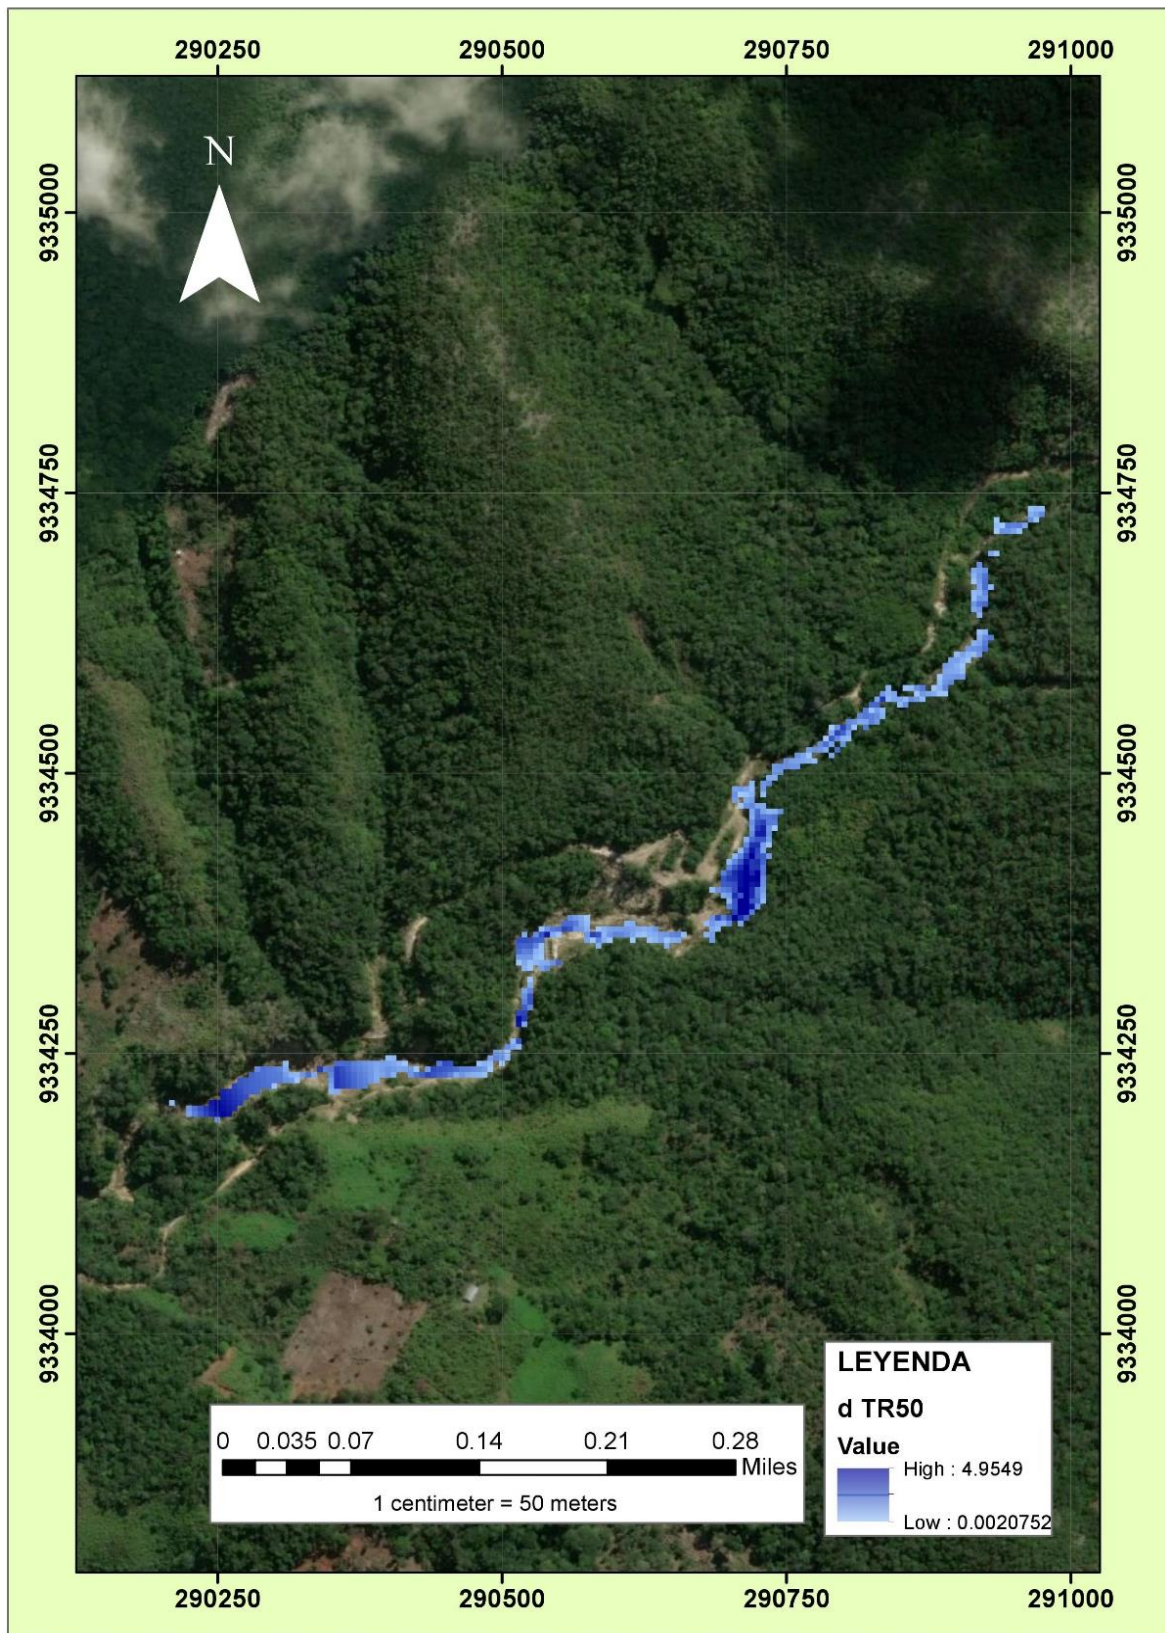 290250 290500 290750 291000
N
9335000 9335000
9334750 9334750
9334500 9334500
9334250 9334250
9334000 9334000
LEYENDA
d TR50
Value
High : 4.9549
Low : 0.0020752
0 0.035 0.07 0.14 0.21 0.28
Miles
1 centimeter = 50 meters
290250 290500 290750 291000